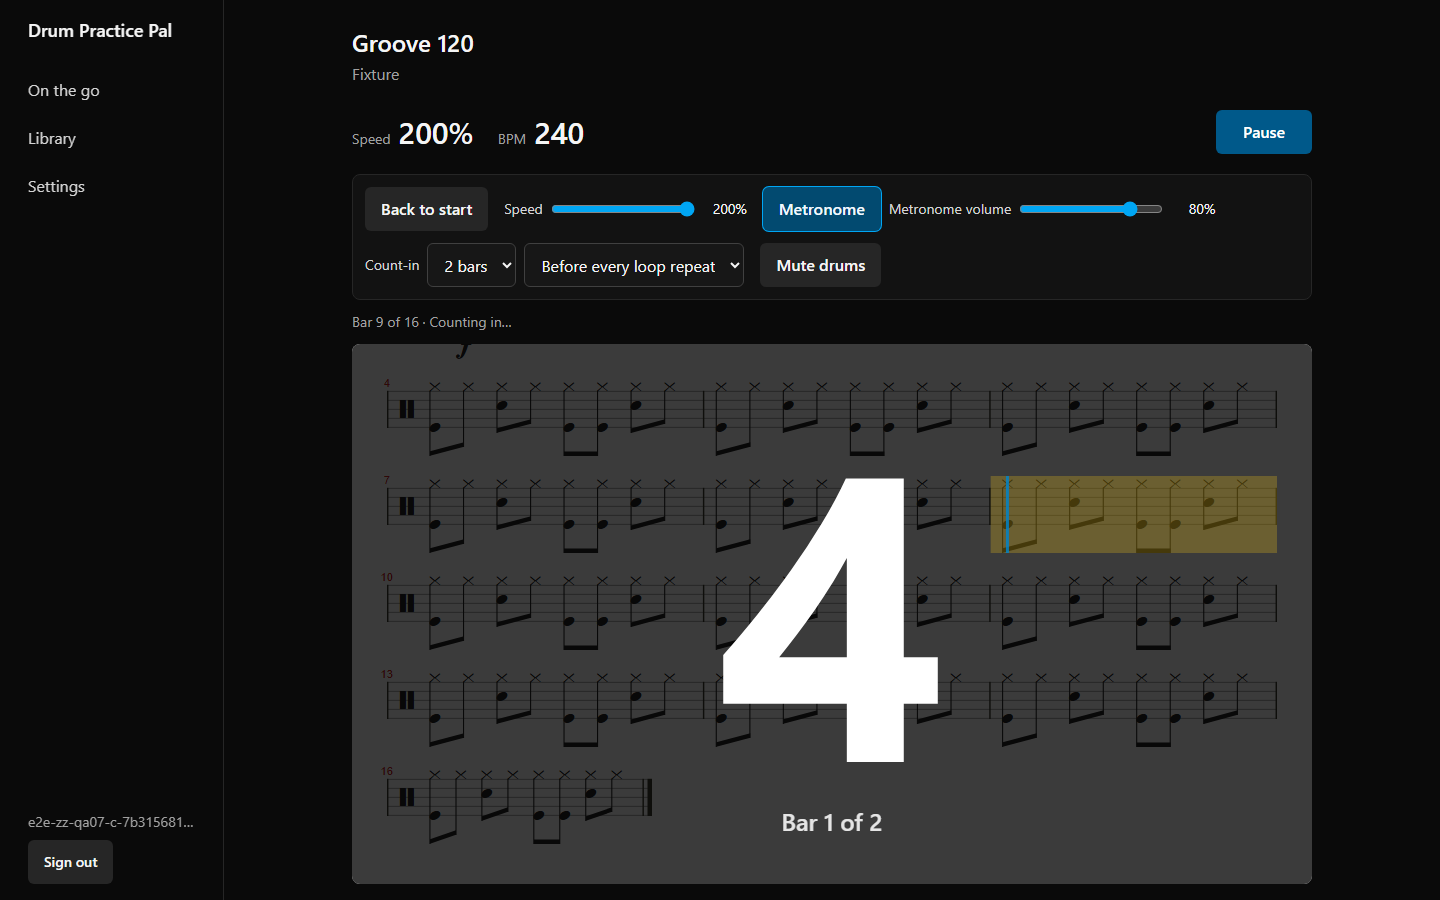 Drum Practice Pal
On the go
Library
Settings
e2e-zz-qa07-c-7b315681...
Sign out
Groove 120
Fixture
Speed 200% BPM 240
Pause
Back to start Speed 200% Metronome Metronome volume 80%
Count-in 2 bars Before every loop repeat Mute drums
Bar 9 of 16 · Counting in...
f
4
7
10
13
16
4
Bar 1 of 2